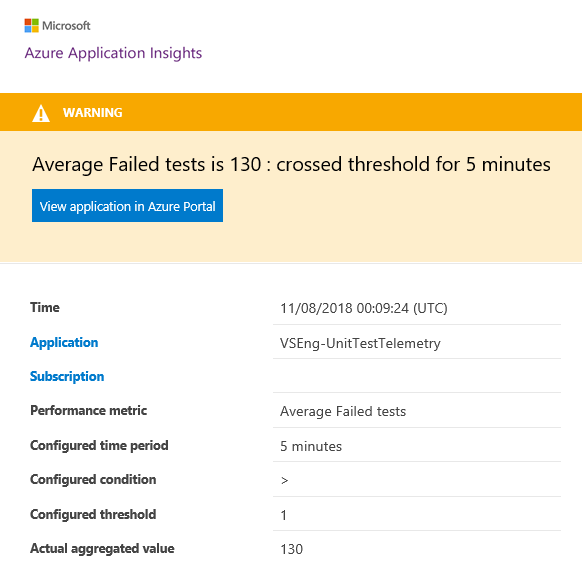 Microsoft
Azure Application Insights
WARNING
Average Failed tests is 130 : crossed threshold for 5 minutes
View application in Azure Portal
Time 11/08/2018 00:09:24 (UTC)
Application VSEng-UnitTestTelemetry
Subscription
Performance metric Average Failed tests
Configured time period 5 minutes
Configured condition >
Configured threshold 1
Actual aggregated value 130